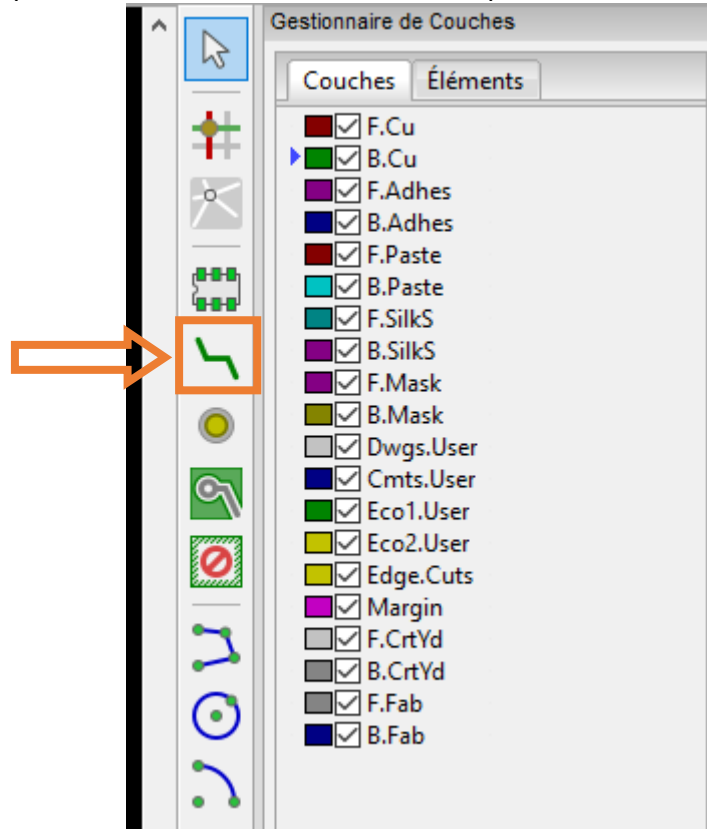 Gestionnaire de Couches
Couches Éléments
F.Cu
B.Cu
F.Adhes
B.Adhes
F.Paste
B.Paste
F.SilkS
B.SilkS
F.Mask
B.Mask
Dwgs.User
Cmts.User
Eco1.User
Eco2.User
Edge.Cuts
Margin
F.CrtYd
B.CrtYd
F.Fab
B.Fab